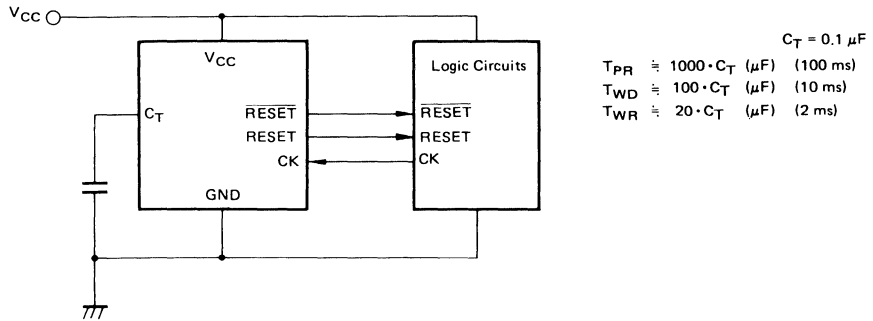 VCC
VCC
CT
RESET
RESET
CK
GND
Logic Circuits
RESET
RESET
CK
CT = 0.1 μF
TPR ≒ 1000·CT (μF) (100 ms)
TWD ≒ 100·CT (μF) (10 ms)
TWR ≒ 20·CT (μF) (2 ms)